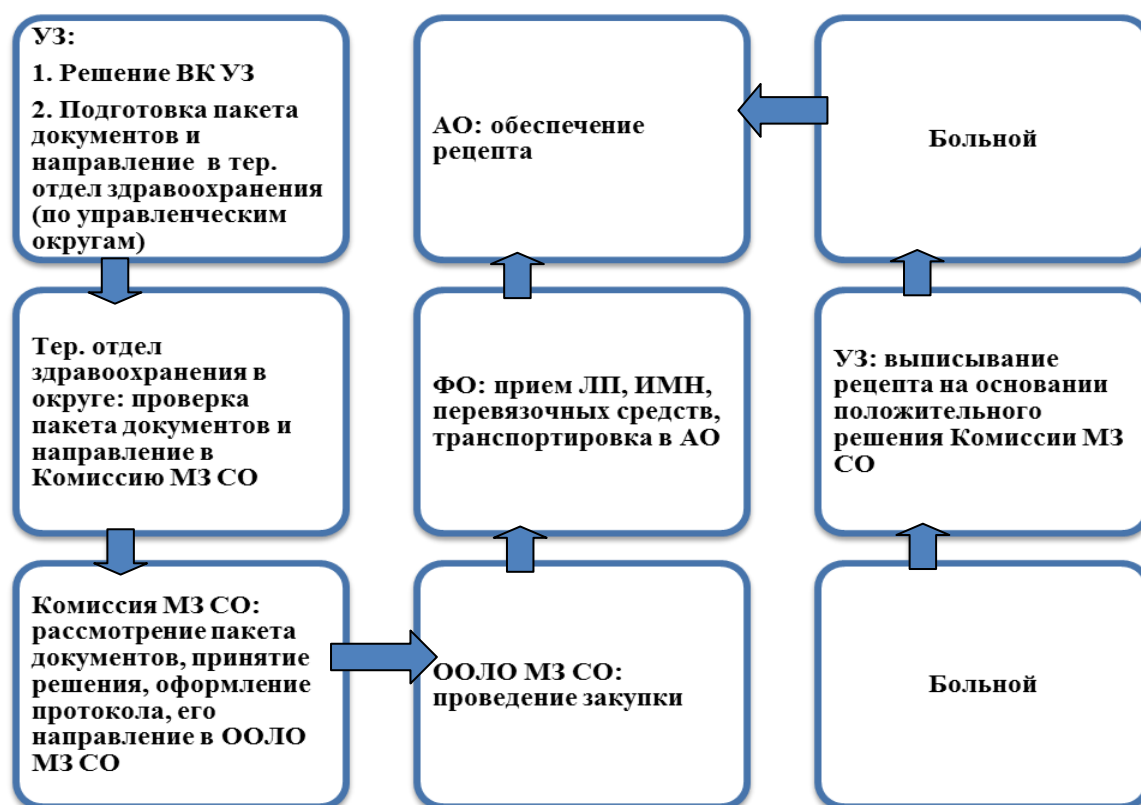 УЗ:
1. Решение ВК УЗ
2. Подготовка пакета
документов и
направление в тер.
отдел здравоохранения
(по управленческим
округам)
Тер. отдел
здравоохранения в
округе: проверка
пакета документов и
направление в
Комиссию МЗ СО
Комиссия МЗ СО:
рассмотрение пакета
документов, принятие
решения, оформление
протокола, его
направление в ООЛО
МЗ СО
ООЛО МЗ СО:
проведение закупки
ФО: прием ЛП, ИМН,
перевязочных средств,
транспортировка в АО
АО: обеспечение
рецепта
Больной
УЗ: выписывание
рецепта на основании
положительного
решения Комиссии МЗ
СО
Больной